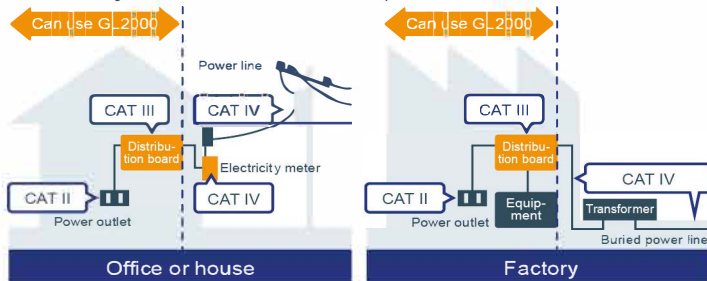 Can use GL2000
Power line
CAT IV
CAT III
Distribu-
tion board
Electricity meter
CAT II
CAT IV
Power outlet
Office or house
Can use GL2000
CAT III
Distribu-
tion board
CAT IV
CAT II
Equip-
ment
Transformer
Power outlet
Buried power line
Factory